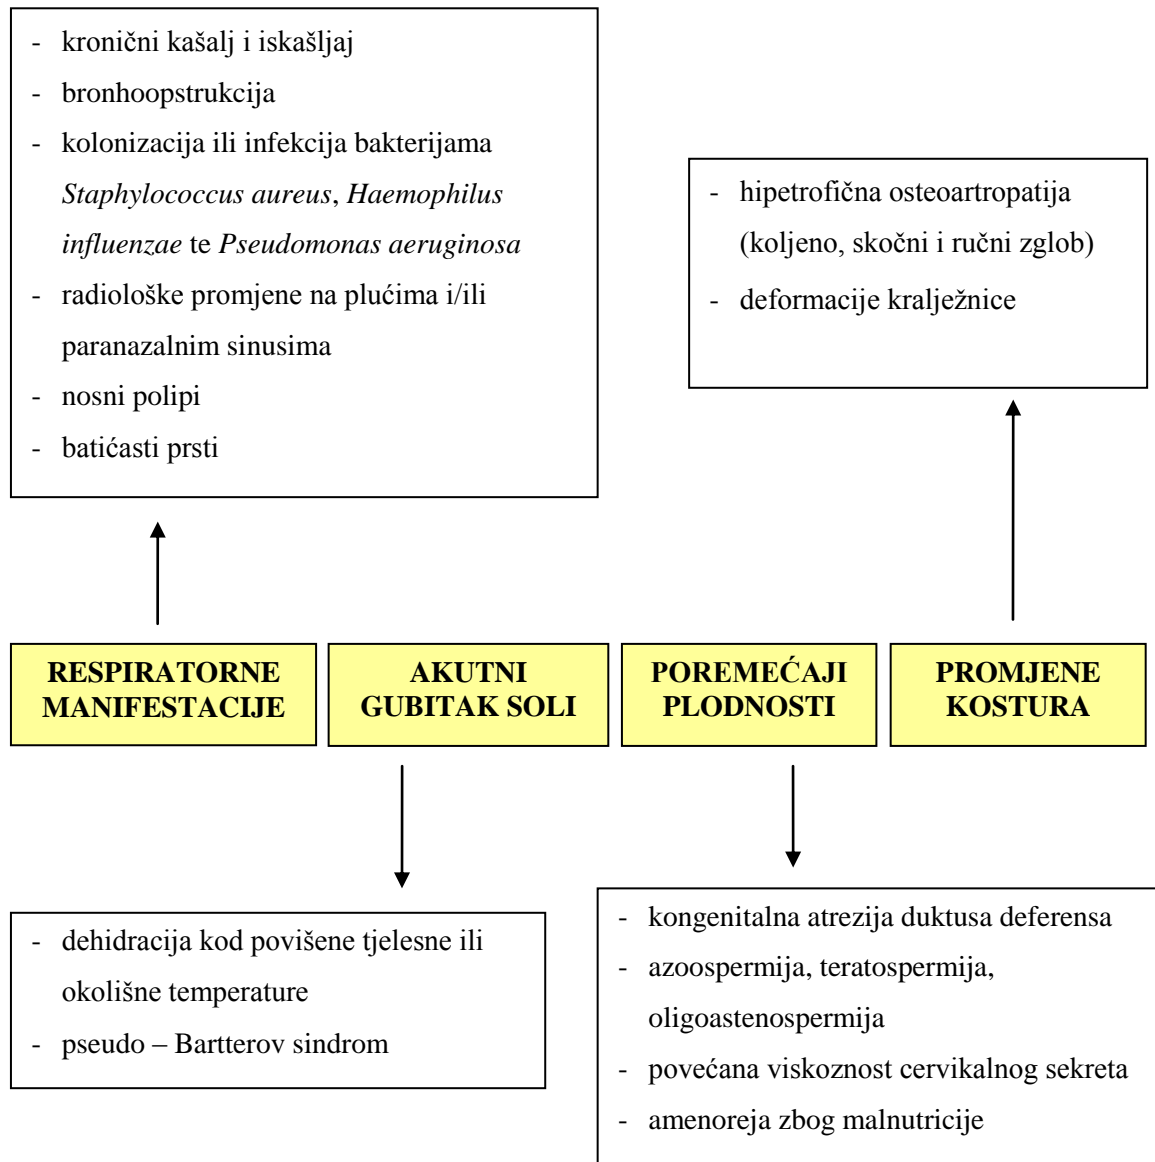 - kronični kašalj i iskašljaj
- bronhoopstrukcija
- kolonizacija ili infekcija bakterijama
Staphylococcus aureus, Haemophilus
influenzae te Pseudomonas aeruginosa
- radiološke promjene na plućima i/ili
paranazalnim sinusima
- nosni polipi
- batićasti prsti
- hipetrofična osteoartropatija
(koljeno, skočni i ručni zglob)
- deformacije kralježnice
RESPIRATORNE
MANIFESTACIJE
AKUTNI
GUBITAK SOLI
POREMEĆAJI
PLODNOSTI
PROMJENE
KOSTURA
- dehidracija kod povišene tjelesne ili
okolišne temperature
- pseudo – Bartterov sindrom
- kongenitalna atrezija duktusa deferensa
- azoospermija, teratospermija,
oligoastenospermija
- povećana viskoznost cervikalnog sekreta
- amenoreja zbog malnutricije